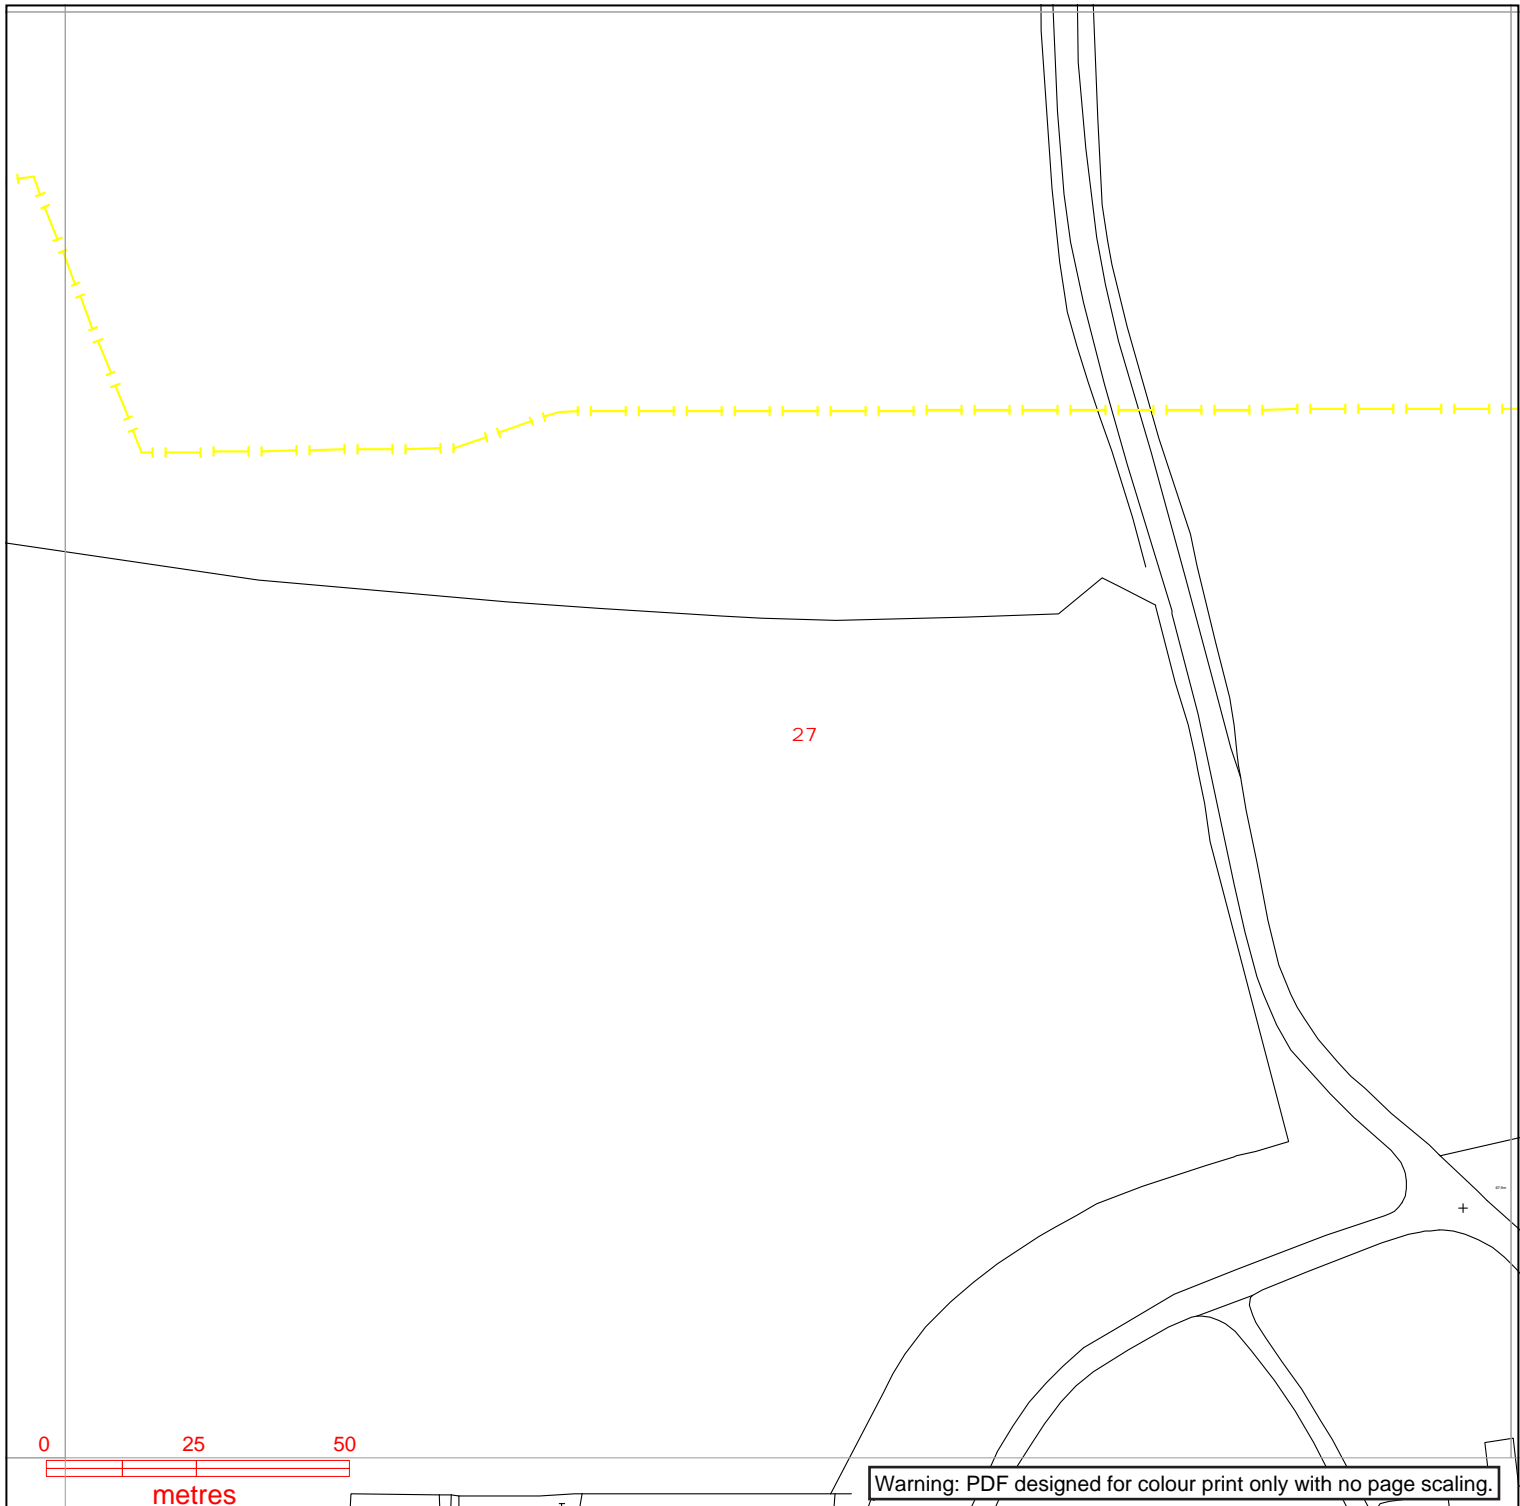 27
0 25 50
metres
Warning: PDF designed for colour print only with no page scaling.